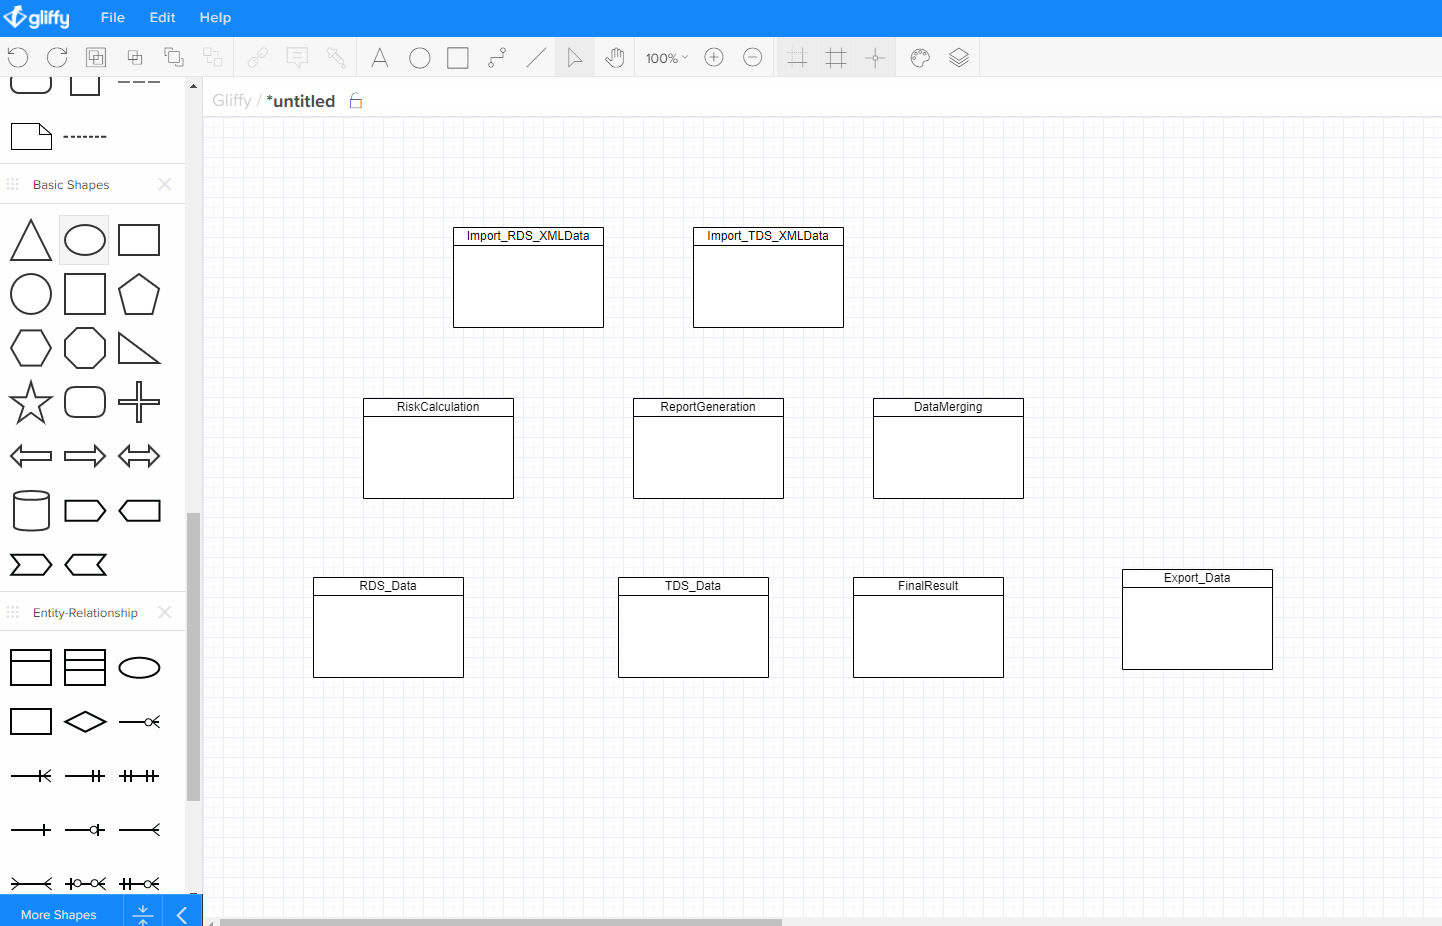 gliffy File Edit Help
100%
Gliffy / *untitled
Basic Shapes
Import_RDS_XMLData Import_TDS_XMLData
RiskCalculation ReportGeneration DataMerging
RDS_Data TDS_Data FinalResult Export_Data
Entity-Relationship
More Shapes